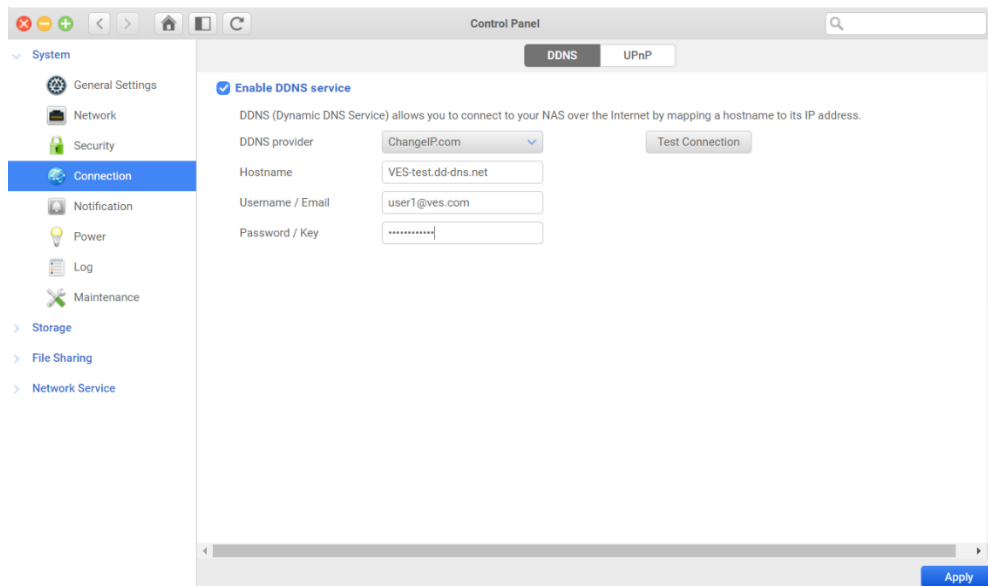 Control Panel
System
General Settings
Network
Security
Connection
Notification
Power
Log
Maintenance
Storage
File Sharing
Network Service
DDNS UPnP
Enable DDNS service
DDNS (Dynamic DNS Service) allows you to connect to your NAS over the Internet by mapping a hostname to its IP address.
DDNS provider ChangeIP.com Test Connection
Hostname VES-test.dd-dns.net
Username / Email user1@ves.com
Password / Key ••••••••••••
Apply